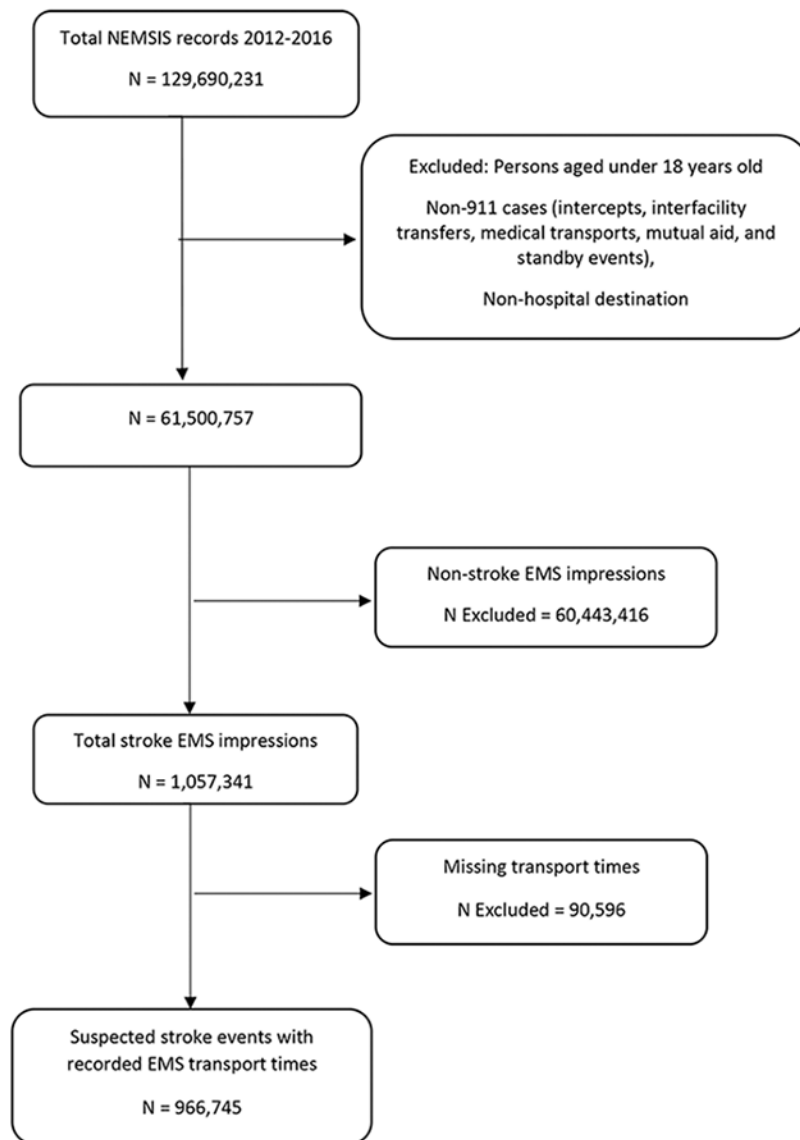 Total NEMSIS records 2012-2016
N = 129,690,231
Excluded: Persons aged under 18 years old
Non-911 cases (intercepts, interfacility
transfers, medical transports, mutual aid, and
standby events),
Non-hospital destination
N = 61,500,757
Non-stroke EMS impressions
N Excluded = 60,443,416
Total stroke EMS impressions
N = 1,057,341
Missing transport times
N Excluded = 90,596
Suspected stroke events with
recorded EMS transport times
N = 966,745